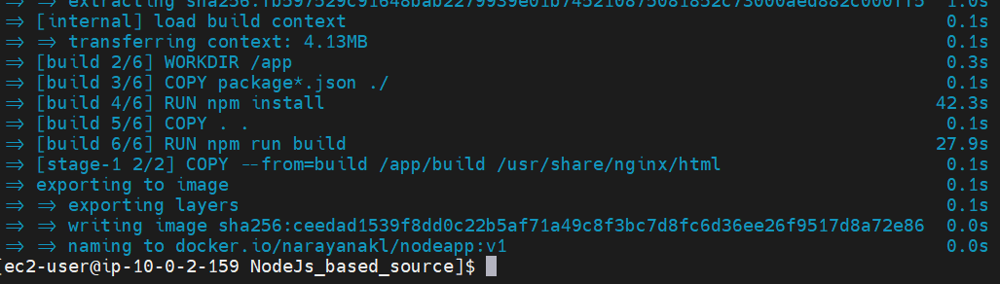 => => extracting sha256:fb597529c91648bab2279939e01b745210875081852c73000aed882c000ff5 1.0s
=> [internal] load build context 0.1s
=> => transferring context: 4.13MB 0.1s
=> [build 2/6] WORKDIR /app 0.3s
=> [build 3/6] COPY package*.json ./ 0.1s
=> [build 4/6] RUN npm install 42.3s
=> [build 5/6] COPY . . 0.1s
=> [build 6/6] RUN npm run build 27.9s
=> [stage-1 2/2] COPY --from=build /app/build /usr/share/nginx/html 0.1s
=> exporting to image 0.1s
=> => exporting layers 0.1s
=> => writing image sha256:ceedad1539f8dd0c22b5af71a49c8f3bc7d8fc6d36ee26f9517d8a72e86 0.0s
=> => naming to docker.io/narayanakl/nodeapp:v1 0.0s
[ec2-user@ip-10-0-2-159 NodeJs_based_source]$